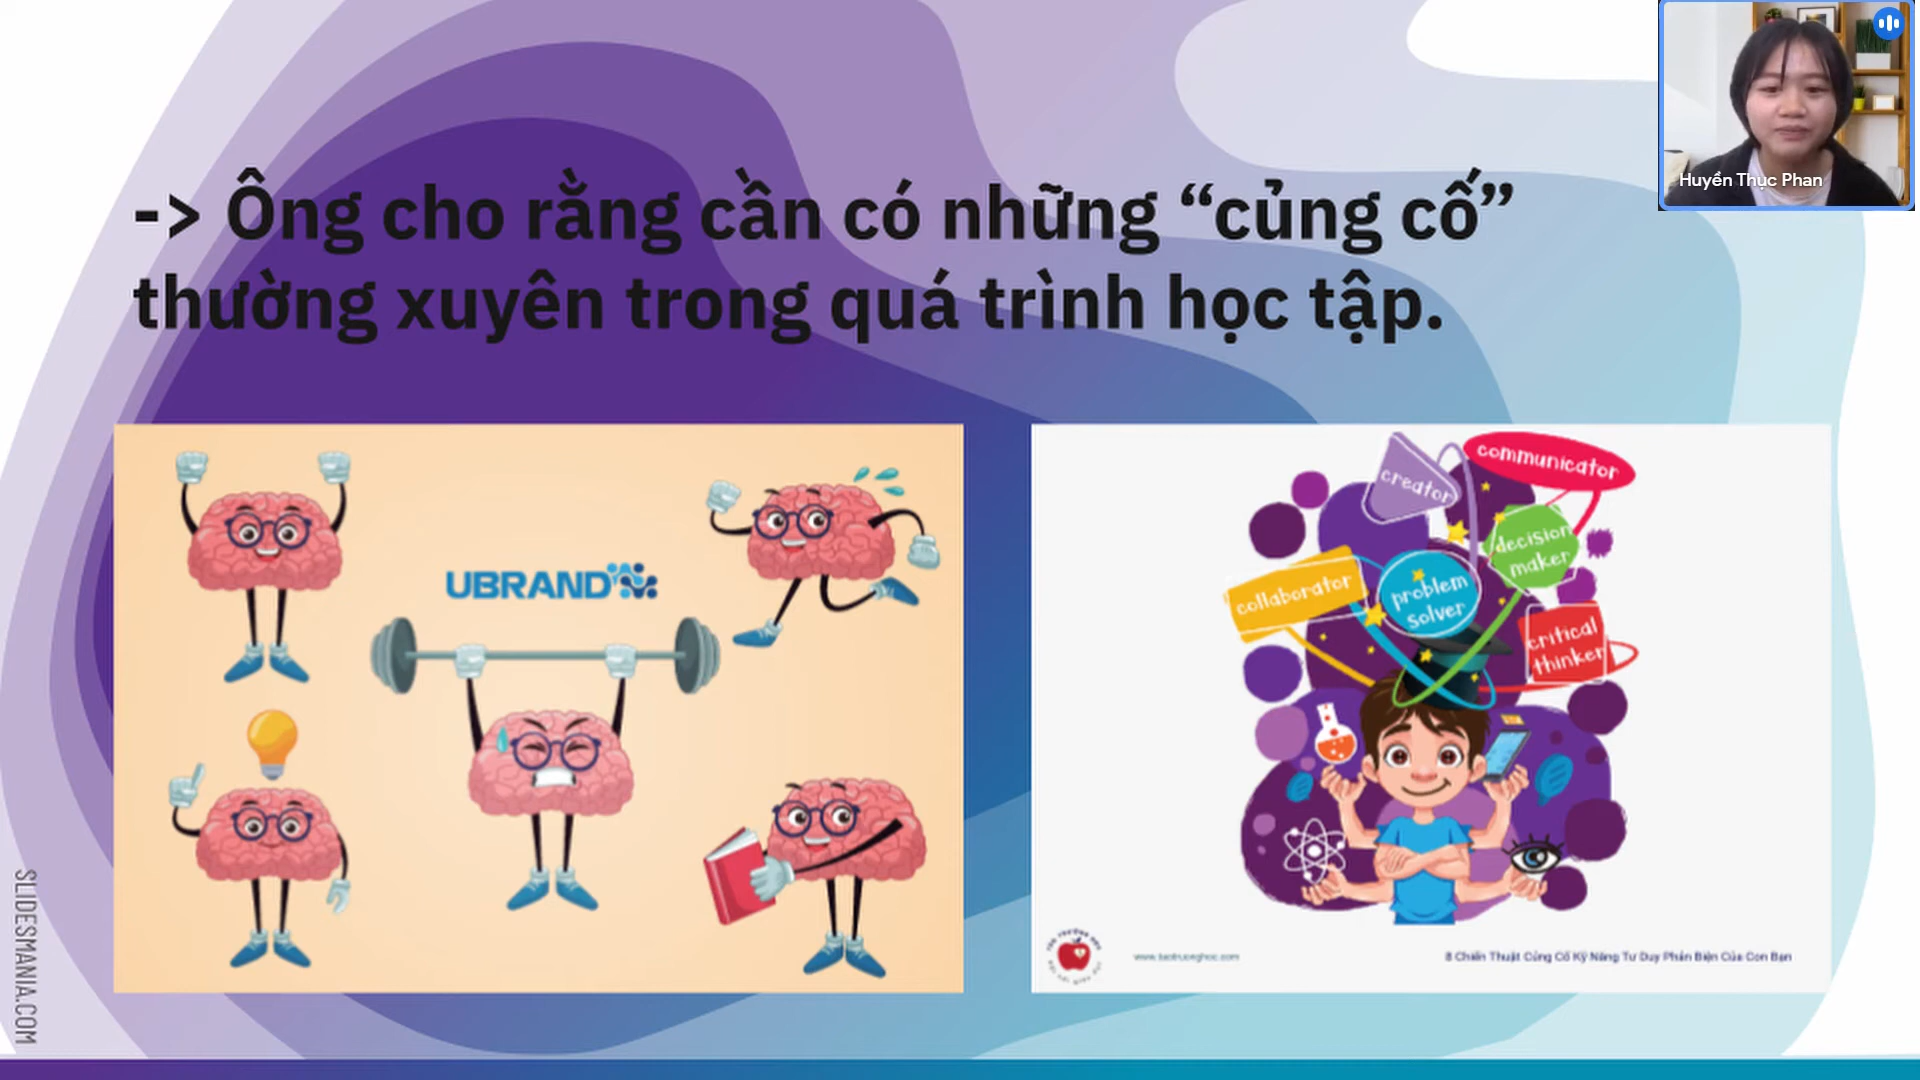 Huyền Thục Phan
-> Ông cho rằng cần có những “củng cố”
thường xuyên trong quá trình học tập.
UBRAND
creator
communicator
decision
maker
collaborator
problem
solver
critical
thinker
www.taotruonghoc.com
8 Chiến Thuật Củng Cố Kỹ Năng Tư Duy Phản Biện Của Con Bạn
SLIDESMANIA.COM